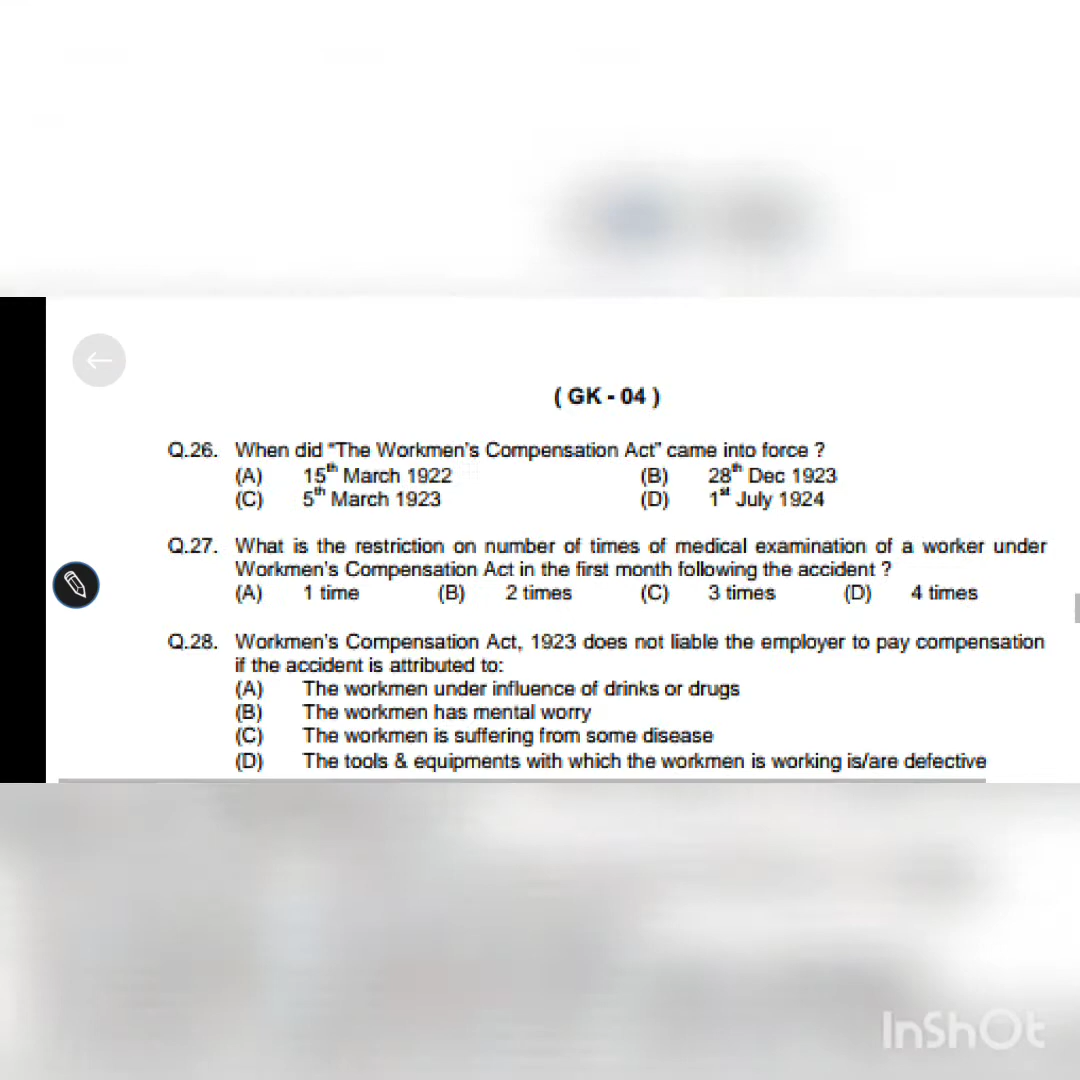 ( GK - 04 )
Q.26. When did "The Workmen's Compensation Act" came into force ?
(A) 15th March 1922 (B) 28th Dec 1923
(C) 5th March 1923 (D) 1st July 1924
Q.27. What is the restriction on number of times of medical examination of a worker under
Workmen's Compensation Act in the first month following the accident ?
(A) 1 time (B) 2 times (C) 3 times (D) 4 times
Q.28. Workmen's Compensation Act, 1923 does not liable the employer to pay compensation
if the accident is attributed to:
(A) The workmen under influence of drinks or drugs
(B) The workmen has mental worry
(C) The workmen is suffering from some disease
(D) The tools & equipments with which the workmen is working is/are defective
InShOt